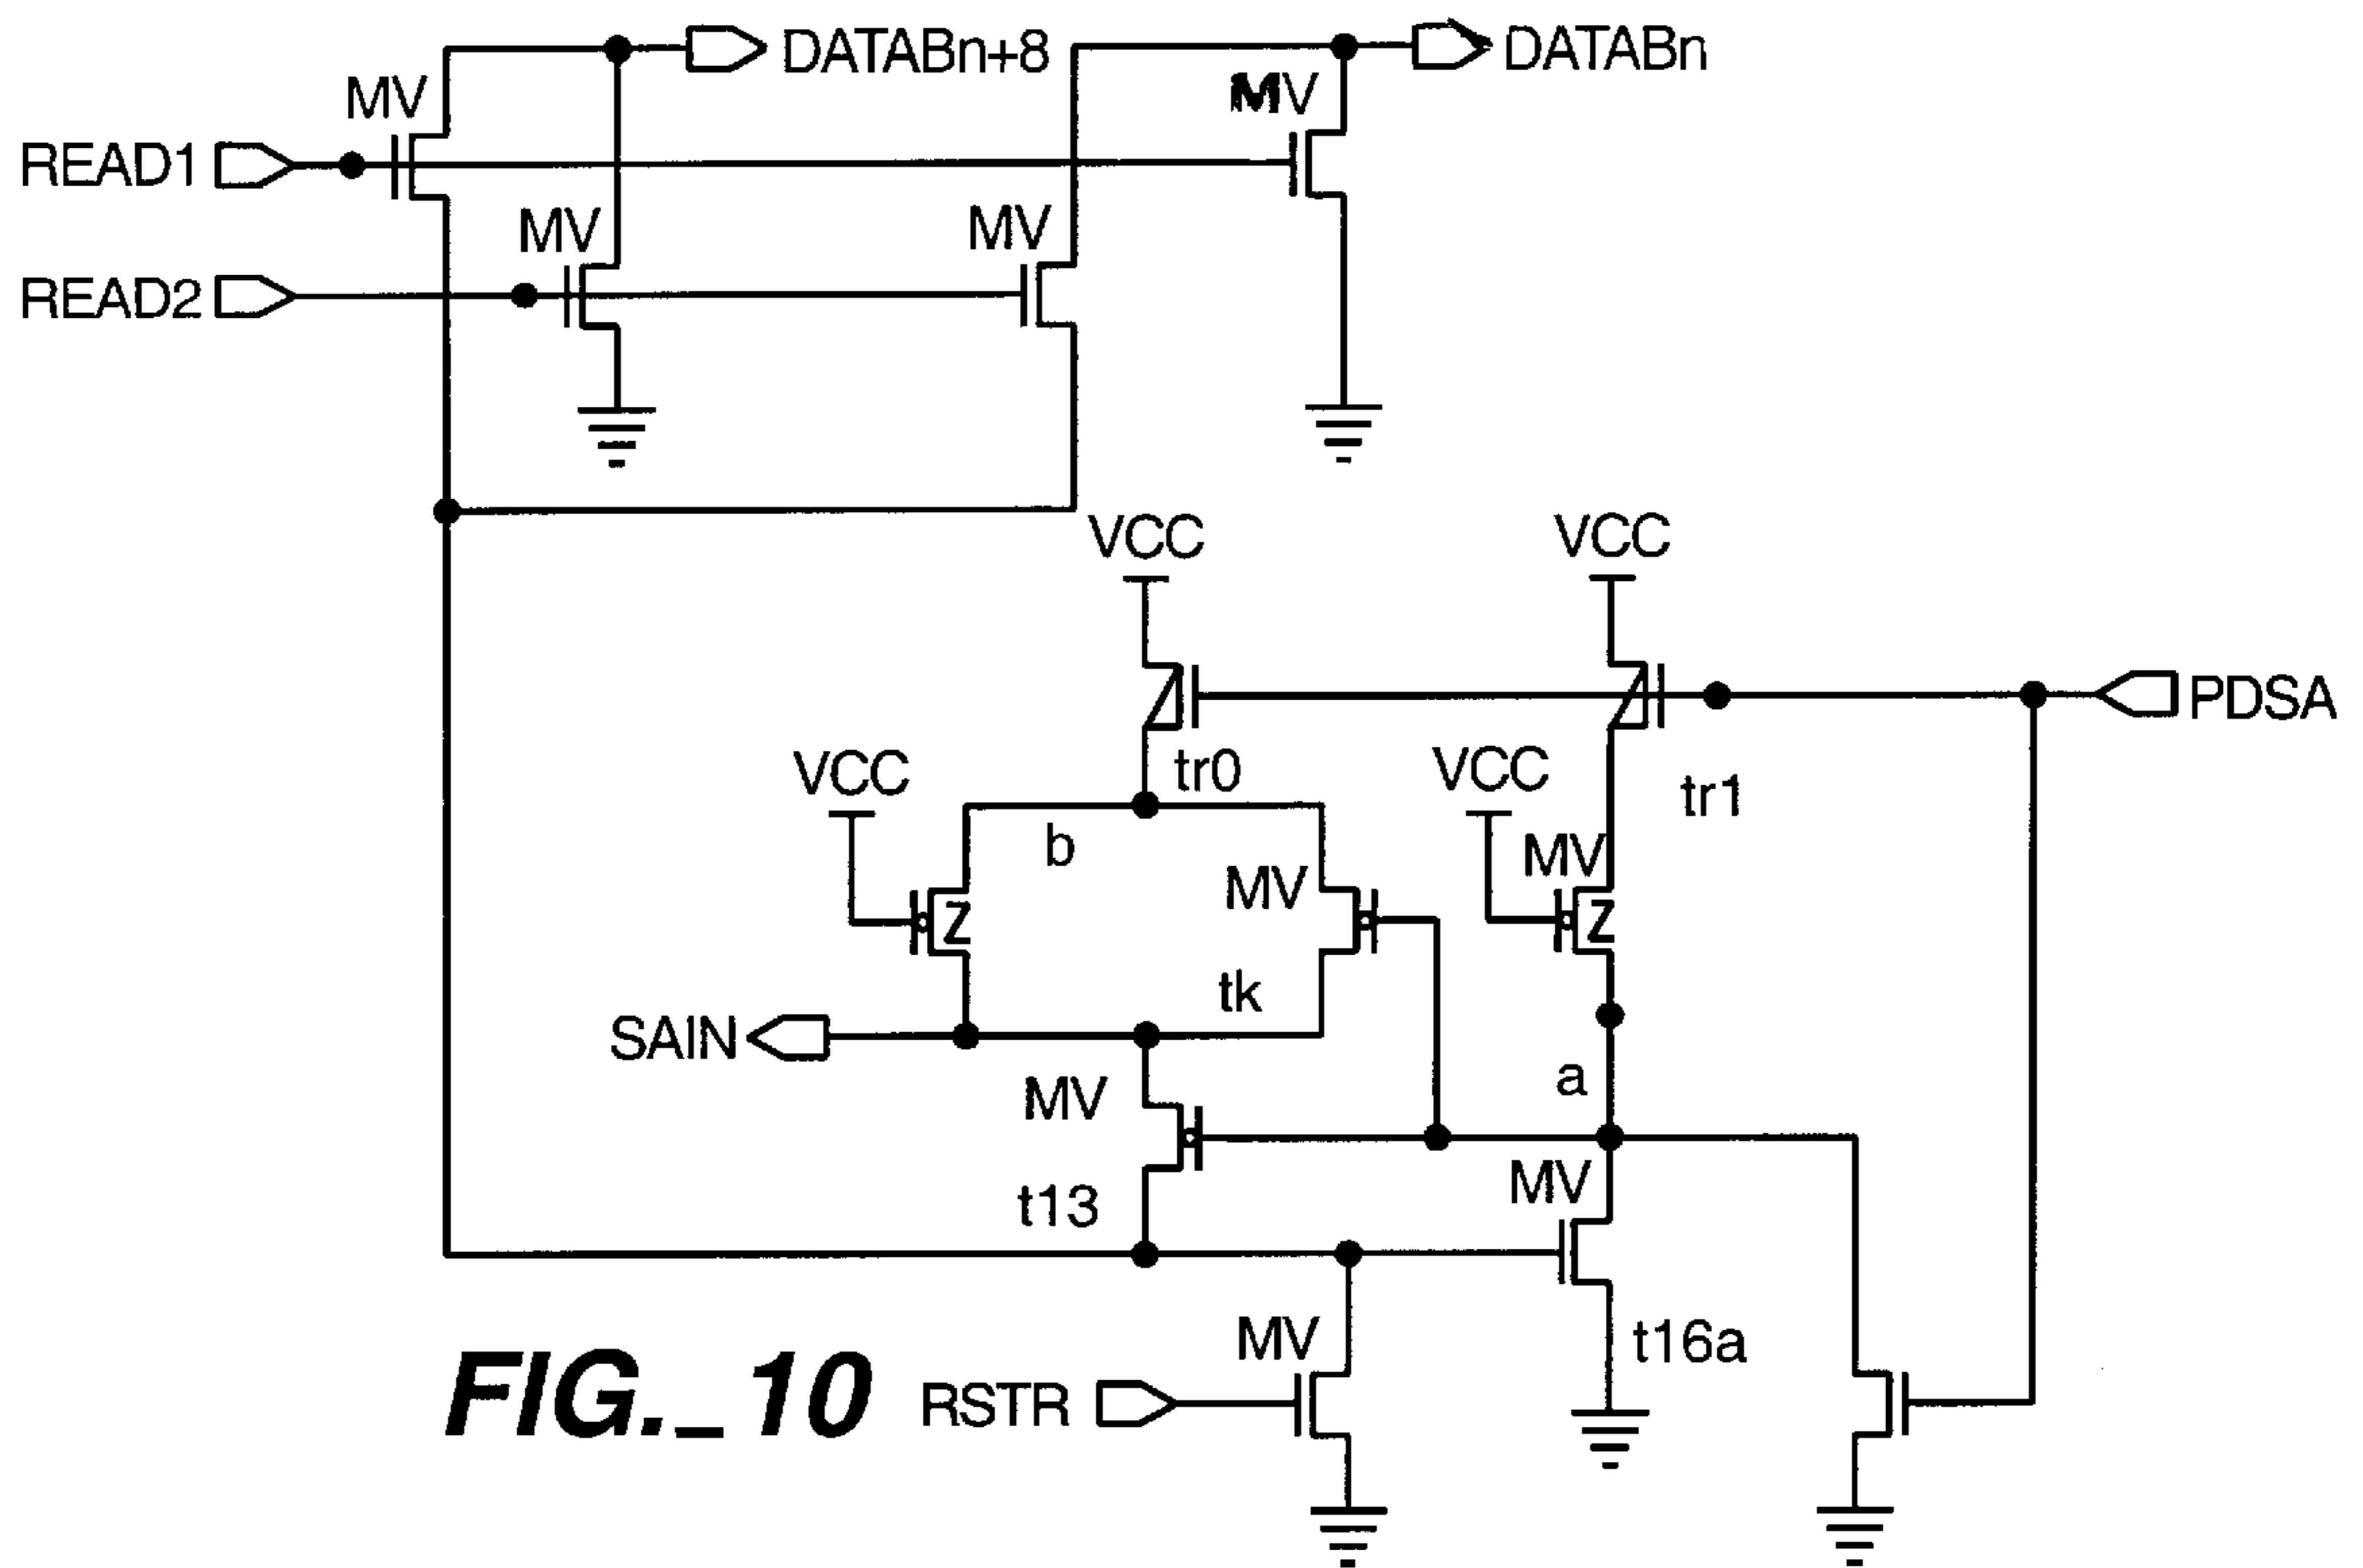 DATABn+8
DATABn
MV
MV
READ1
MV
MV
READ2
VCC
VCC
PDSA
VCC
tr0
VCC
tr1
b
MV
MV
Z
Z
tk
SAIN
a
MV
MV
t13
MV
t16a
RSTR
FIG._10